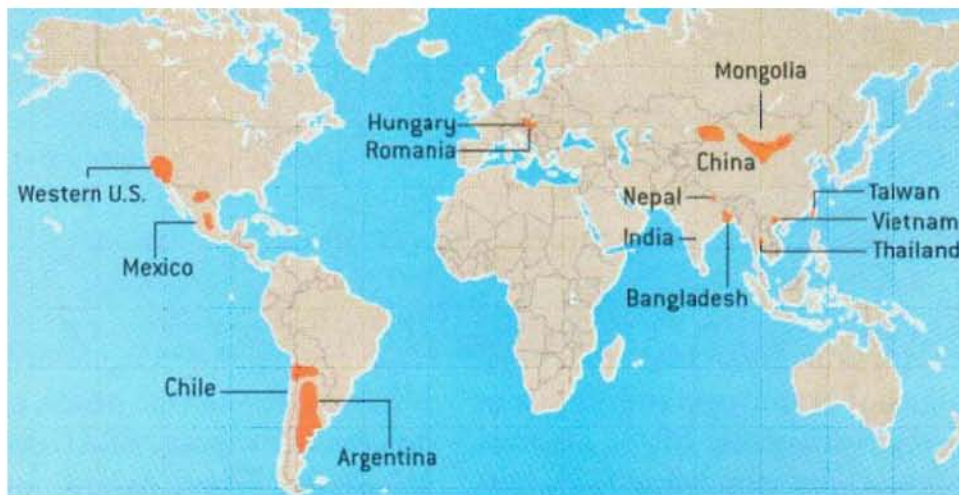 Mongolia
Hungary
Romania
China
Western U.S.
Nepal
Taiwan
Vietnam
India
Thailand
Mexico
Bangladesh
Chile
Argentina